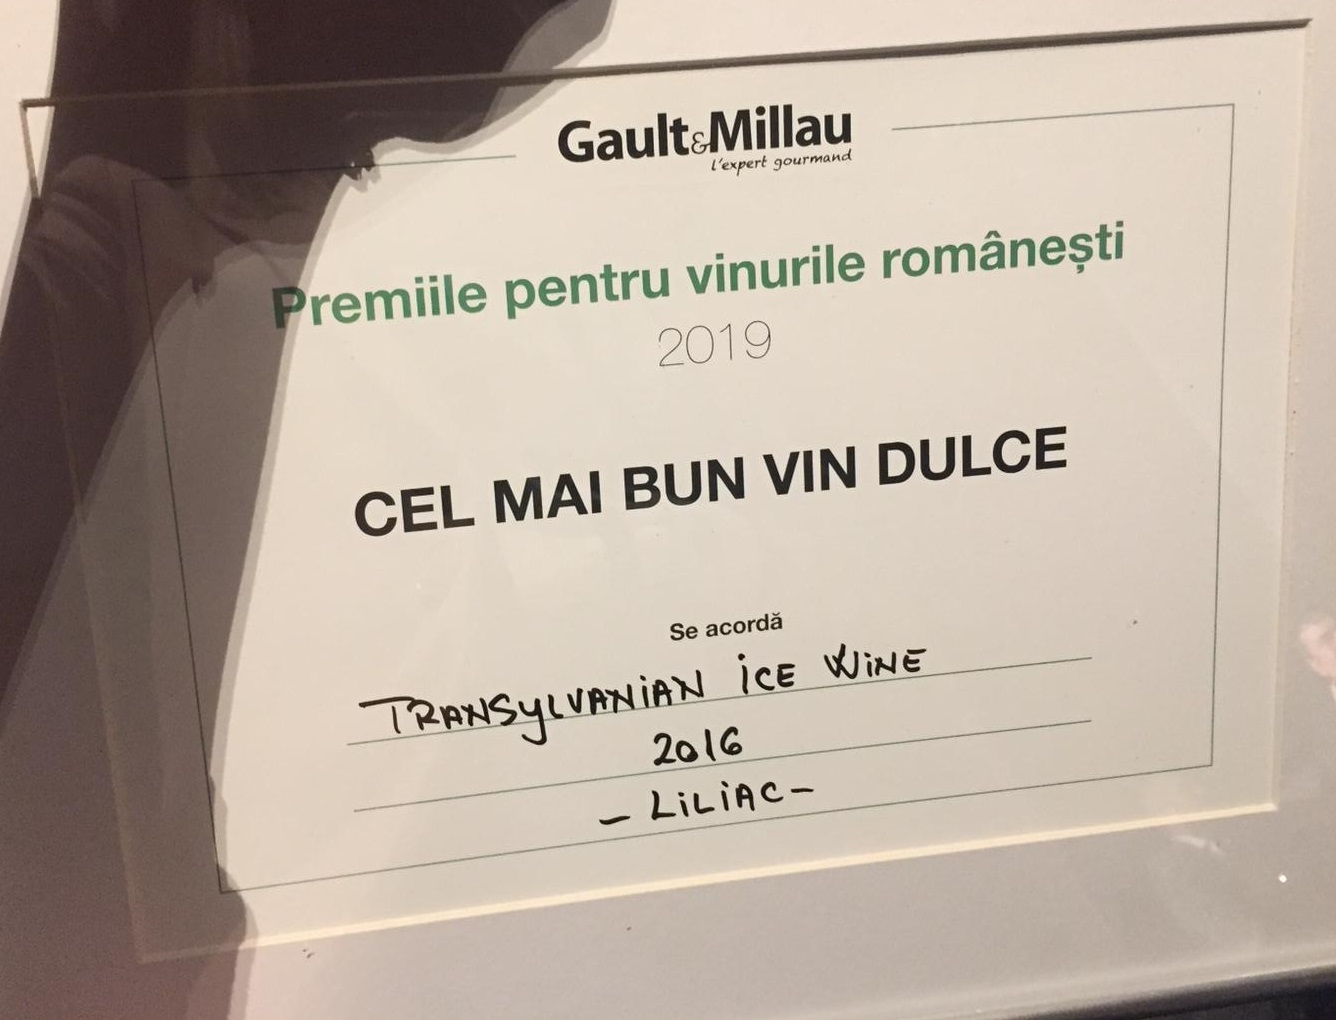 Gault&Millau
l'expert gourmand
Premiile pentru vinurile românești
2019
CEL MAI BUN VIN DULCE
Se acordă
TRANSyLVANiAN iCE WiNE
2016
- LiLiAC -